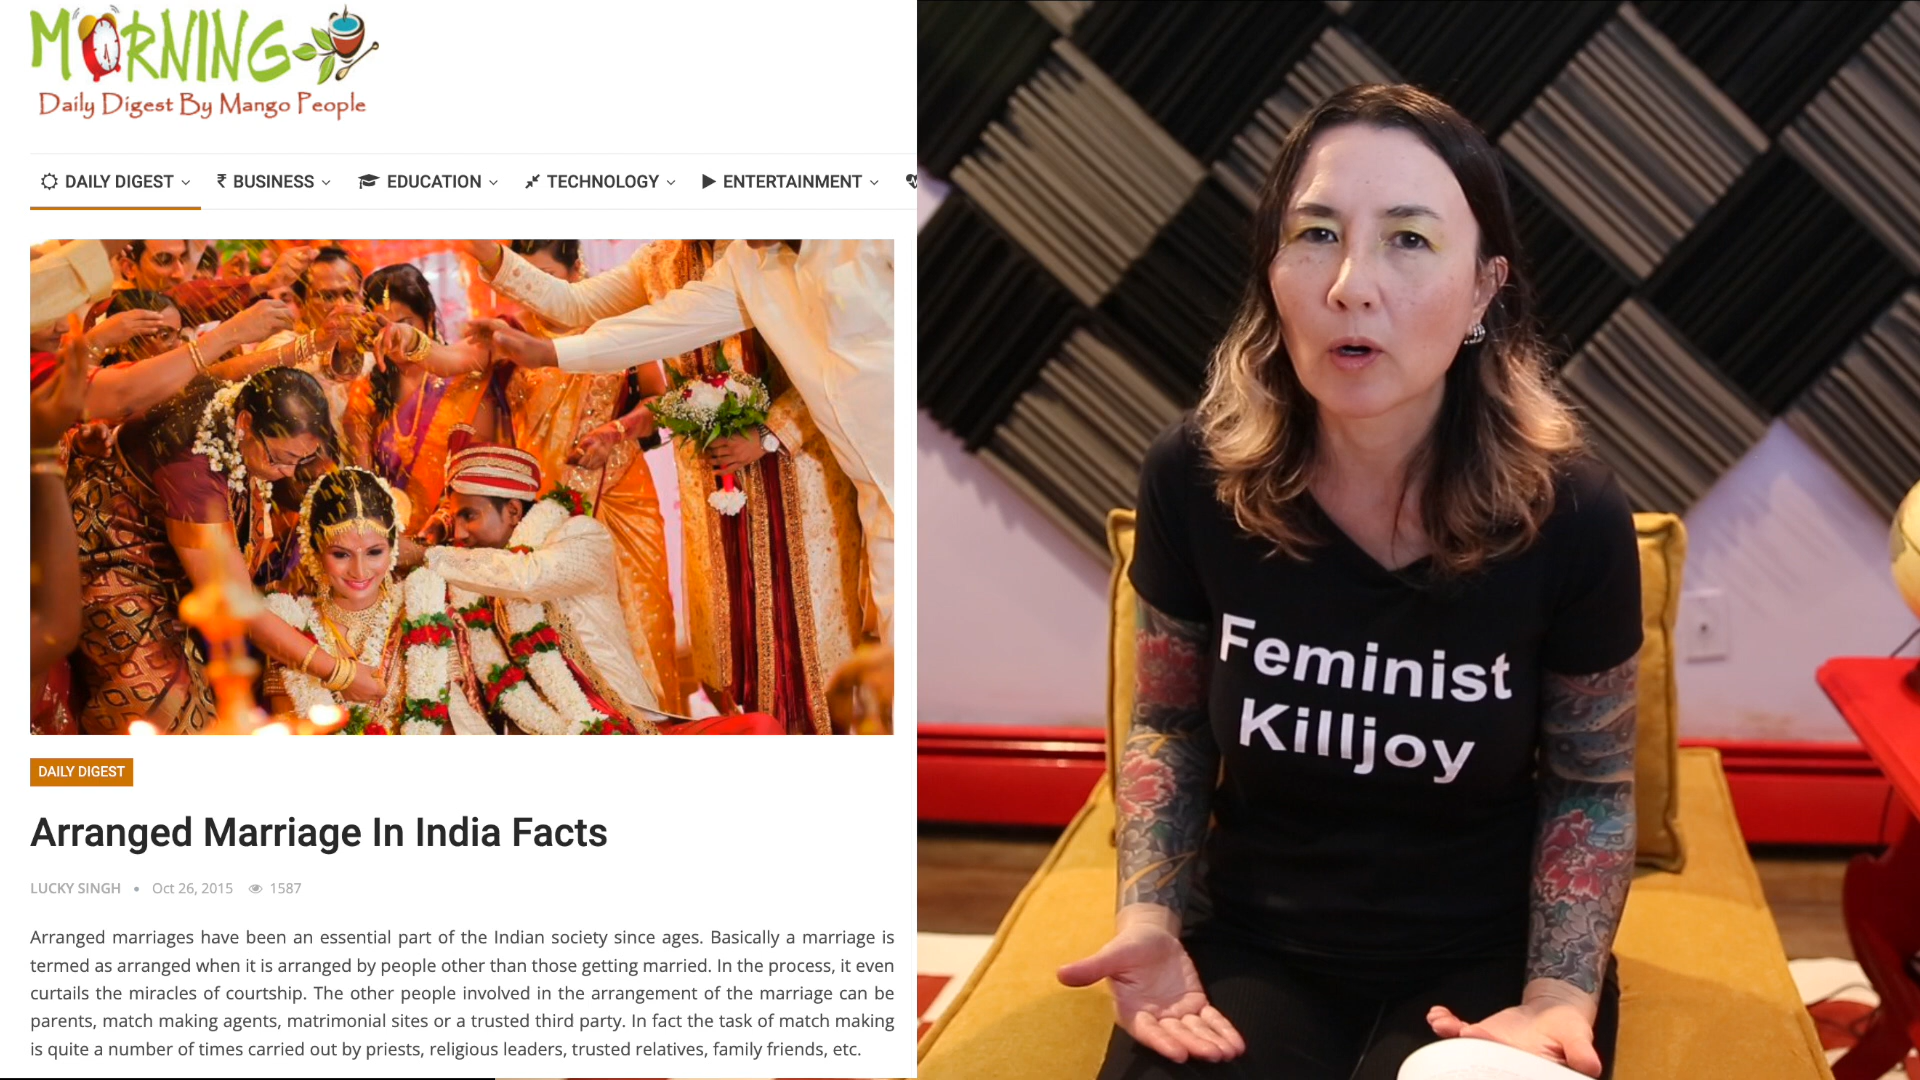 MORNING
Daily Digest By Mango People
DAILY DIGEST
₹ BUSINESS
EDUCATION
TECHNOLOGY
ENTERTAINMENT
DAILY DIGEST
Arranged Marriage In India Facts
LUCKY SINGH • Oct 26, 2015 1587
Arranged marriages have been an essential part of the Indian society since ages. Basically a marriage is
termed as arranged when it is arranged by people other than those getting married. In the process, it even
curtails the miracles of courtship. The other people involved in the arrangement of the marriage can be
parents, match making agents, matrimonial sites or a trusted third party. In fact the task of match making
is quite a number of times carried out by priests, religious leaders, trusted relatives, family friends, etc.
Feminist
Killjoy